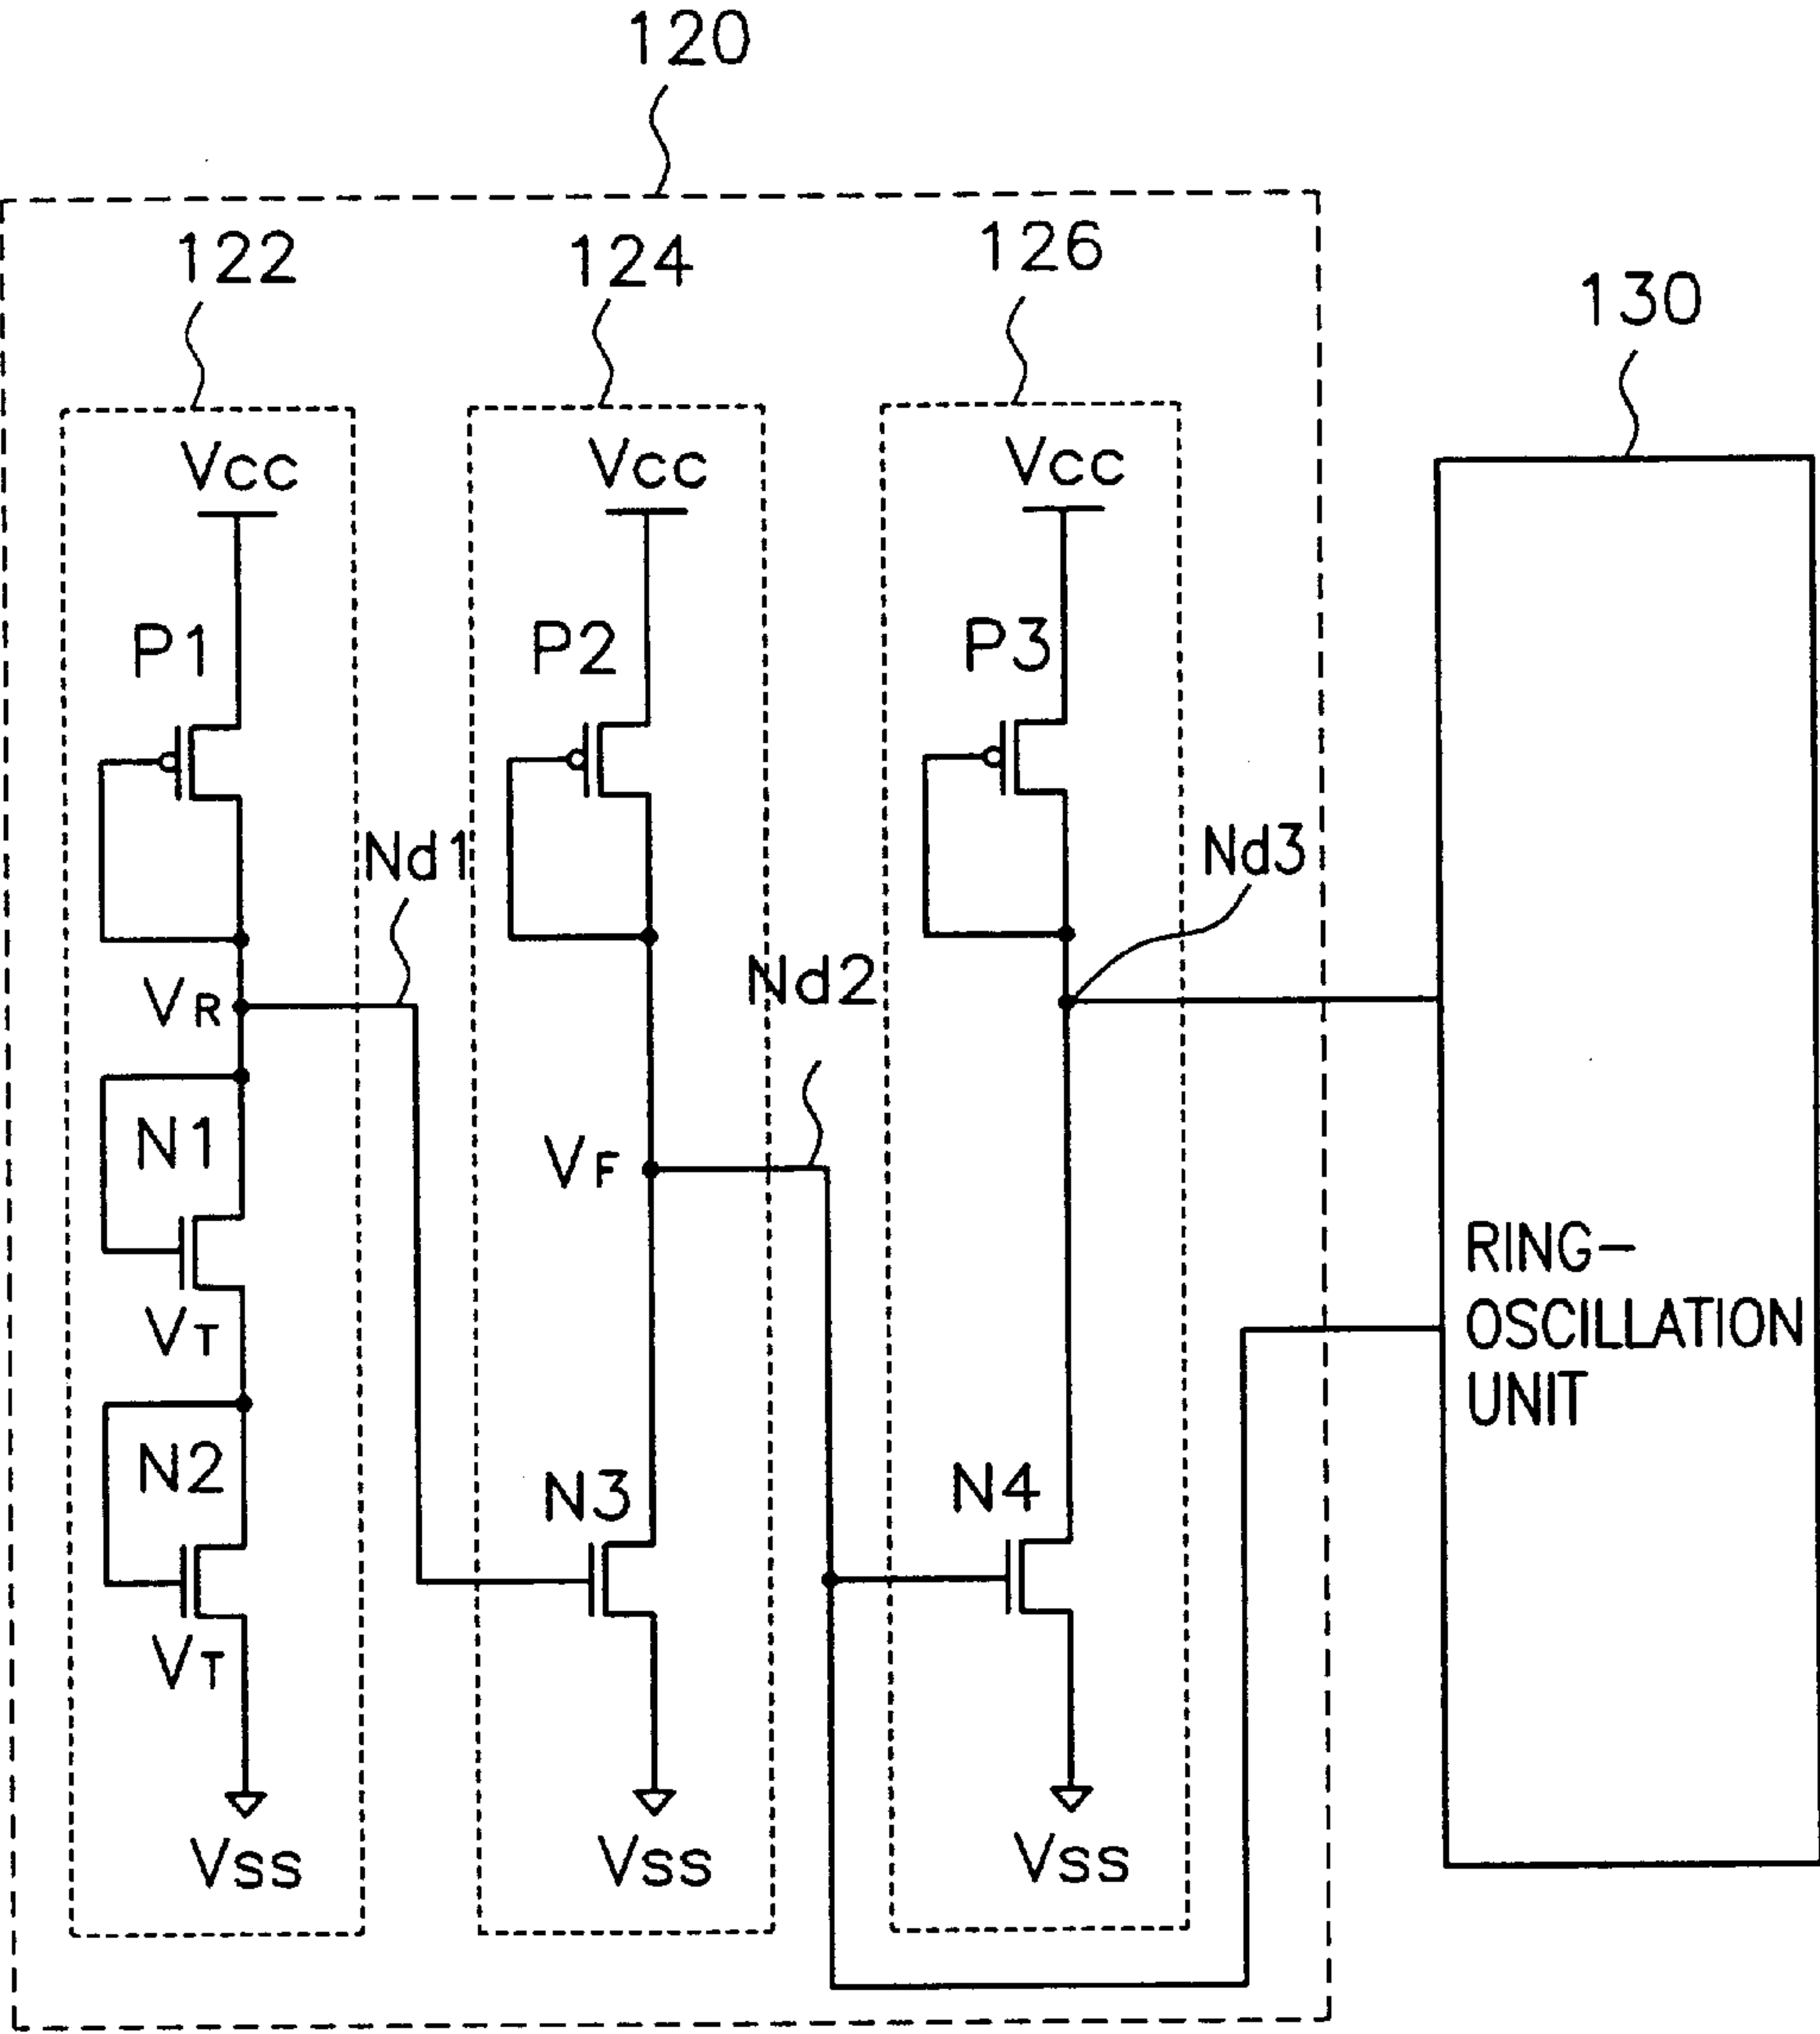 120
122
124
126
130
Vcc
Vcc
Vcc
P1
P2
P3
Nd1
Nd3
Nd2
VR
N1
VF
VT
RING-
OSCILLATION
UNIT
N2
N3
N4
VT
Vss
Vss
Vss